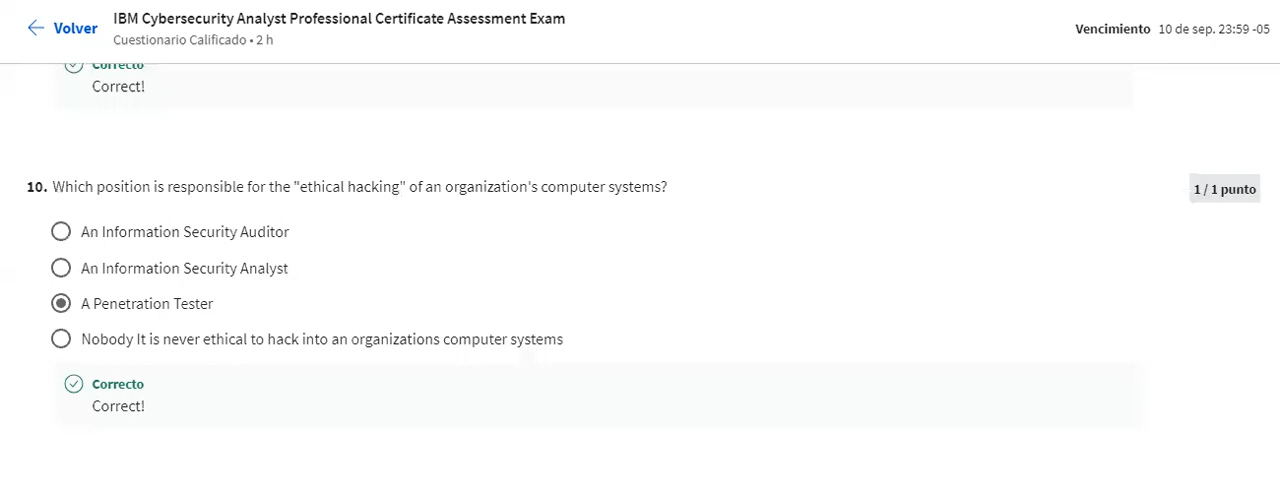 Volver
IBM Cybersecurity Analyst Professional Certificate Assessment Exam
Cuestionario Calificado • 2 h
Vencimiento 10 de sep. 23:59 -05
Correcto
Correct!
10. Which position is responsible for the "ethical hacking" of an organization's computer systems?
1 / 1 punto
An Information Security Auditor
An Information Security Analyst
A Penetration Tester
Nobody It is never ethical to hack into an organizations computer systems
Correcto
Correct!